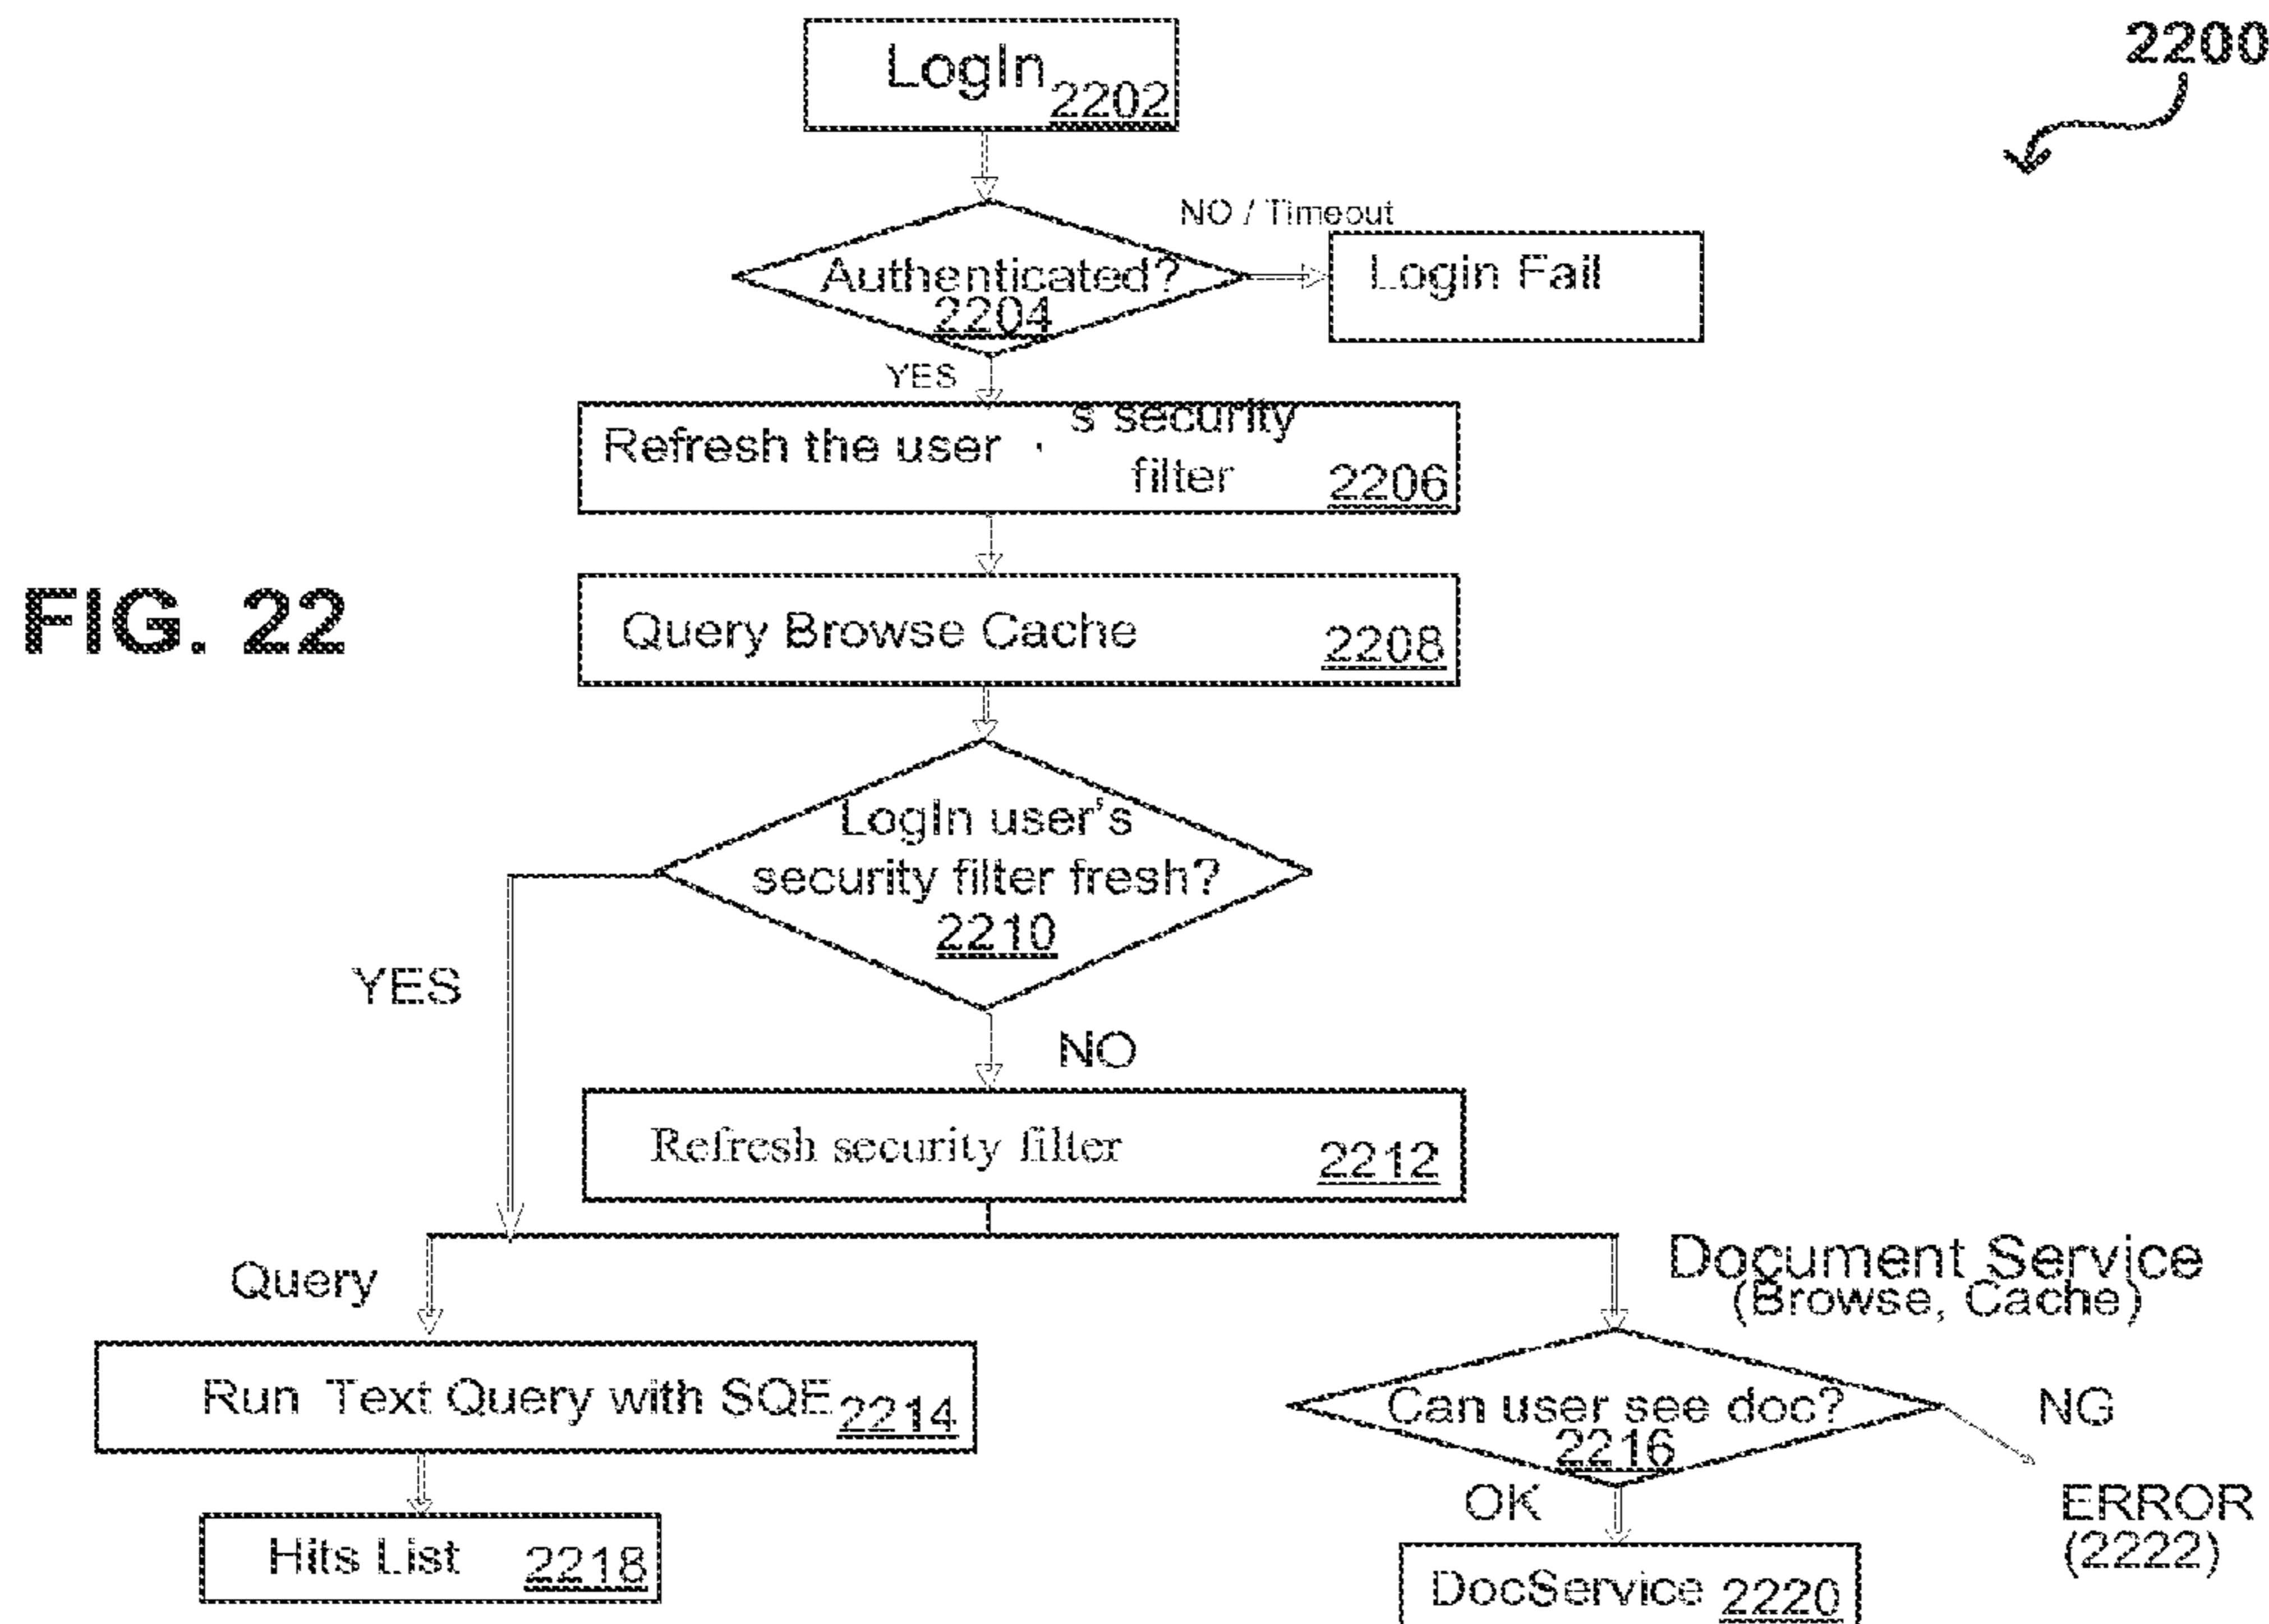 2200
LogIn 2202
NO / Timeout
Authenticated?
2204
Login Fail
YES
Refresh the user 's security
filter 2206
FIG. 22
Query Browse Cache 2208
LogIn user's
security filter fresh?
2210
YES
NO
Refresh security filter 2212
Query
Document Service
(Browse, Cache)
Run Text Query with SQE 2214
Can user see doc?
2216
NG
OK
ERROR
(2222)
Hits List 2218
DocService 2220